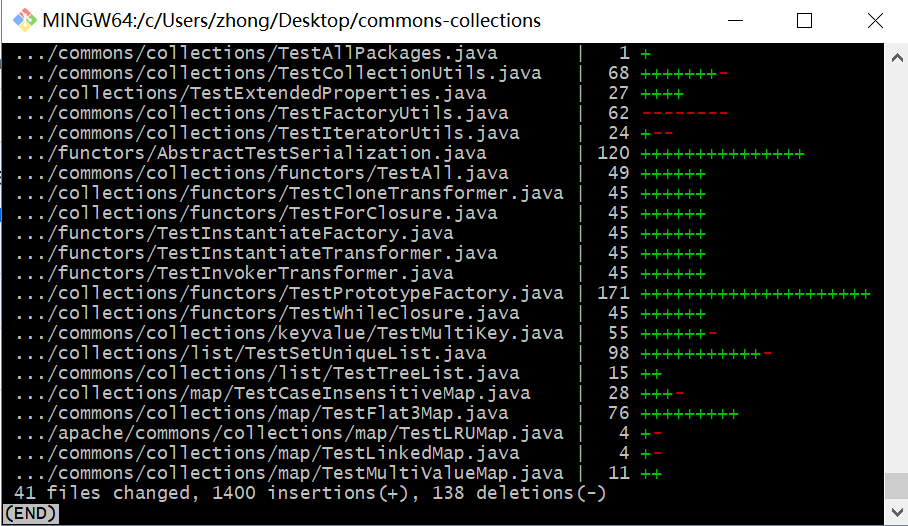 MINGW64:/c/Users/zhong/Desktop/commons-collections
.../commons/collections/TestAllPackages.java | 1 +
.../commons/collections/TestCollectionUtils.java | 68 +++++++-
.../collections/TestExtendedProperties.java | 27 ++++
.../commons/collections/TestFactoryUtils.java | 62 --------
.../commons/collections/TestIteratorUtils.java | 24 +--
.../functors/AbstractTestSerialization.java | 120 +++++++++++++++
.../commons/collections/functors/TestAll.java | 49 ++++++
.../collections/functors/TestCloneTransformer.java | 45 ++++++
.../collections/functors/TestForClosure.java | 45 ++++++
.../functors/TestInstantiateFactory.java | 45 ++++++
.../functors/TestInstantiateTransformer.java | 45 ++++++
.../functors/TestInvokerTransformer.java | 45 ++++++
.../collections/functors/TestPrototypeFactory.java | 171 +++++++++++++++++++++
.../collections/functors/TestWhileClosure.java | 45 ++++++
.../commons/collections/keyvalue/TestMultiKey.java | 55 ++++++-
.../collections/list/TestSetUniqueList.java | 98 +++++++++++-
.../commons/collections/list/TestTreeList.java | 15 ++
.../collections/map/TestCaseInsensitiveMap.java | 28 +++-
.../commons/collections/map/TestFlat3Map.java | 76 +++++++++
.../apache/commons/collections/map/TestLRUMap.java | 4 +-
.../commons/collections/map/TestLinkedMap.java | 4 +-
.../commons/collections/map/TestMultiValueMap.java | 11 ++
41 files changed, 1400 insertions(+), 138 deletions(-)
(END)